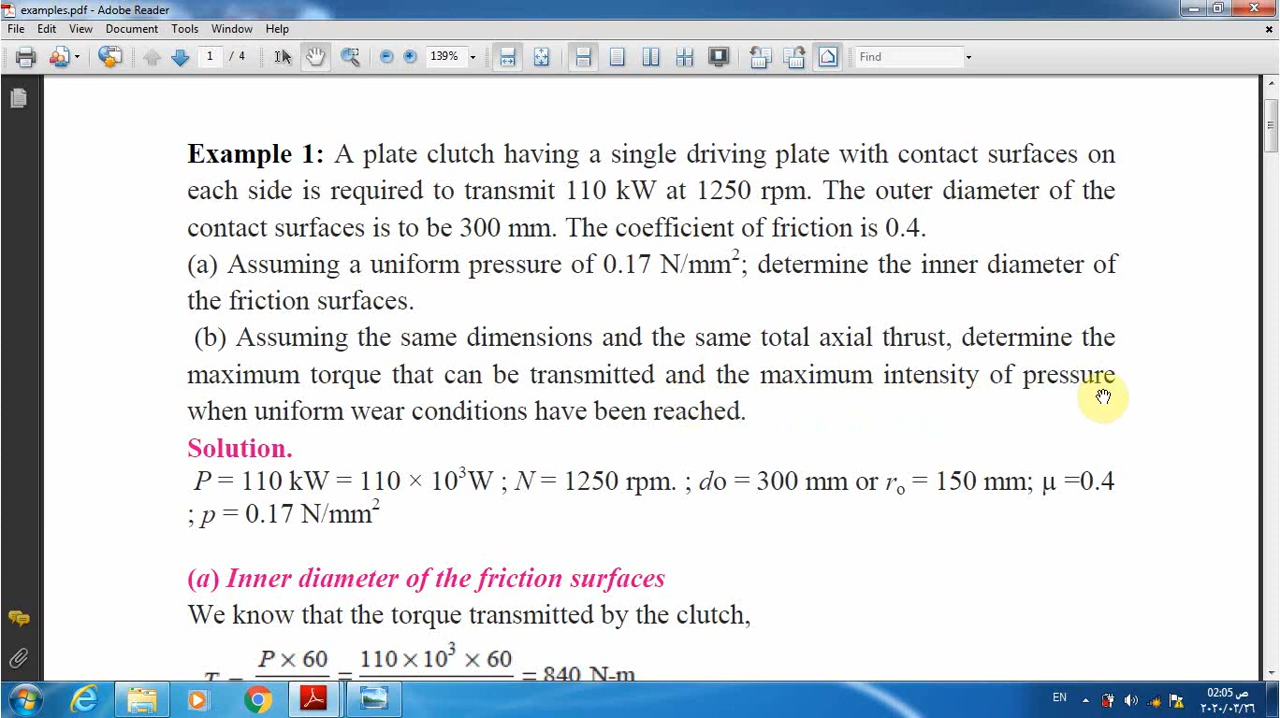 examples.pdf - Adobe Reader
File Edit View Document Tools Window Help
1 / 4 139% Find
Example 1: A plate clutch having a single driving plate with contact surfaces on
each side is required to transmit 110 kW at 1250 rpm. The outer diameter of the
contact surfaces is to be 300 mm. The coefficient of friction is 0.4.
(a) Assuming a uniform pressure of 0.17 N/mm²; determine the inner diameter of
the friction surfaces.
(b) Assuming the same dimensions and the same total axial thrust, determine the
maximum torque that can be transmitted and the maximum intensity of pressure
when uniform wear conditions have been reached.
Solution.
P = 110 kW = 110 × 10³W ; N = 1250 rpm. ; do = 300 mm or rₒ = 150 mm; μ =0.4
; p = 0.17 N/mm²
(a) Inner diameter of the friction surfaces
We know that the torque transmitted by the clutch,
P × 60 110×10³ × 60
T = = = 840 N-m
EN 02:05 ص
٢٠٢٠/٠٣/٢٦